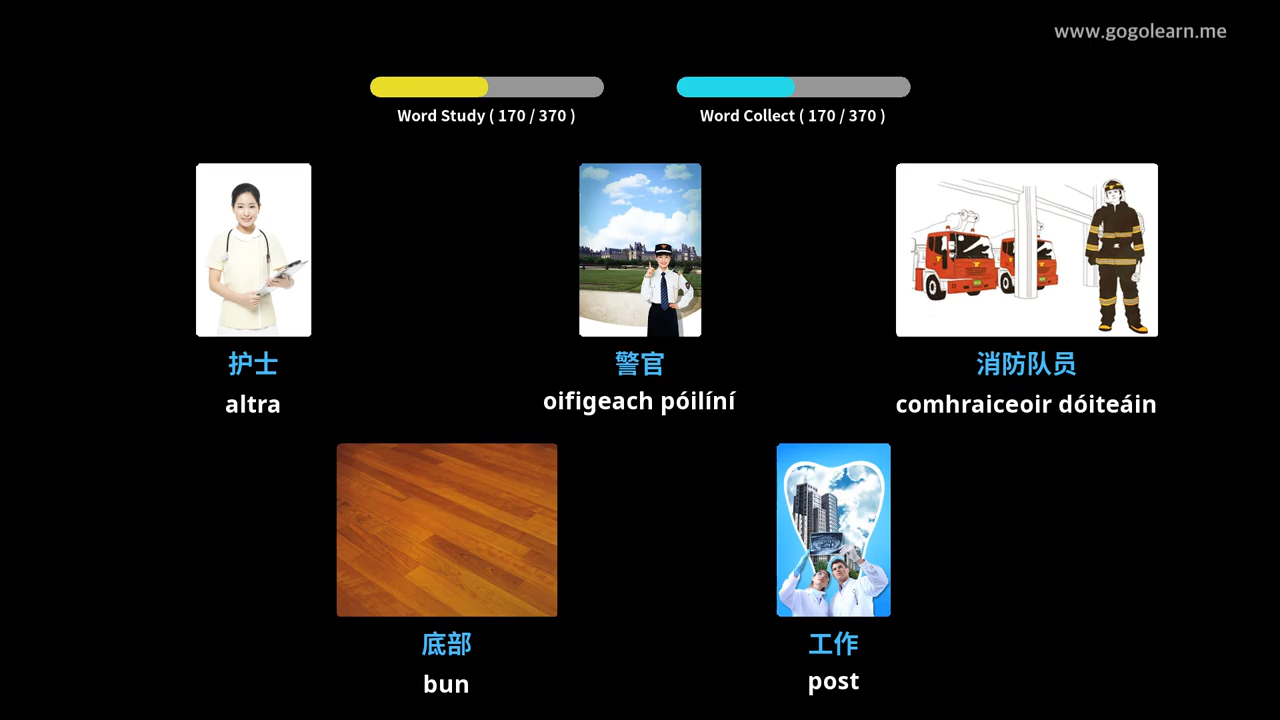 www.gogolearn.me
Word Study ( 170 / 370 )
Word Collect ( 170 / 370 )
护士
altra
警官
oifigeach póilíní
消防队员
comhraiceoir dóiteáin
底部
bun
工作
post